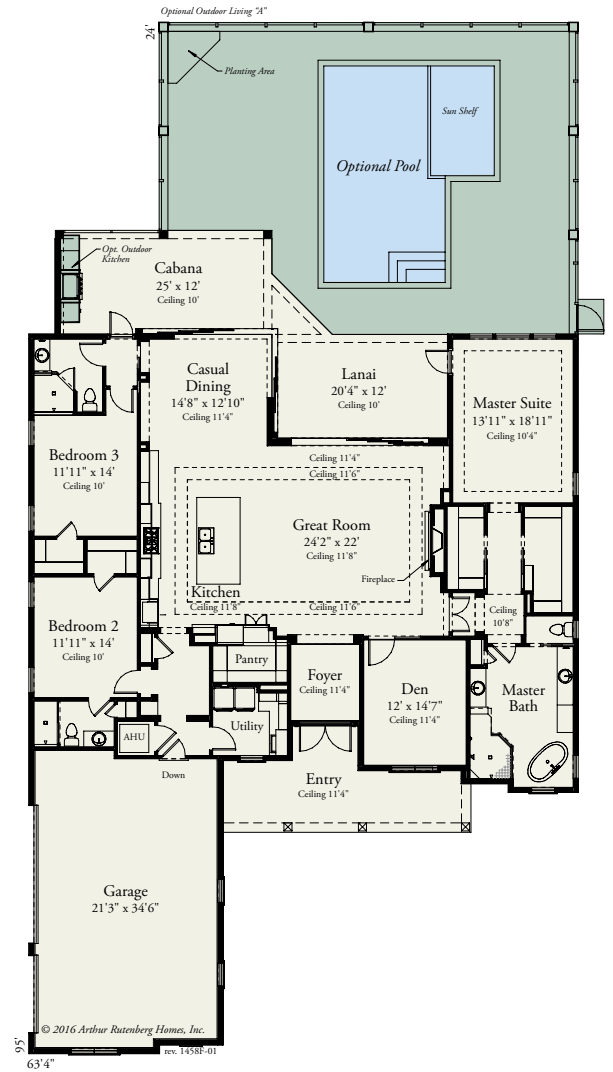 Optional Outdoor Living "A"
24'
Planting Area
Sun Shelf
Optional Pool
Opt. Outdoor
Kitchen
Cabana
25' x 12'
Ceiling 10'
Casual
Dining
14'8" x 12'10"
Ceiling 11'4"
Lanai
20'4" x 12'
Ceiling 10'
Master Suite
13'11" x 18'11"
Ceiling 10'4"
Bedroom 3
11'11" x 14'
Ceiling 10'
Ceiling 11'4"
Ceiling 11'6"
Great Room
24'2" x 22'
Ceiling 11'8"
Fireplace
Kitchen
Ceiling 11'8"
Ceiling 11'6"
Ceiling
10'8"
Bedroom 2
11'11" x 14'
Ceiling 10'
Pantry
Foyer
Ceiling 11'4"
Den
12' x 14'7"
Ceiling 11'4"
Master
Bath
Utility
AHU
Down
Entry
Ceiling 11'4"
Garage
21'3" x 34'6"
© 2016 Arthur Rutenberg Homes, Inc.
rev. 1458F-01
95'
63'4"